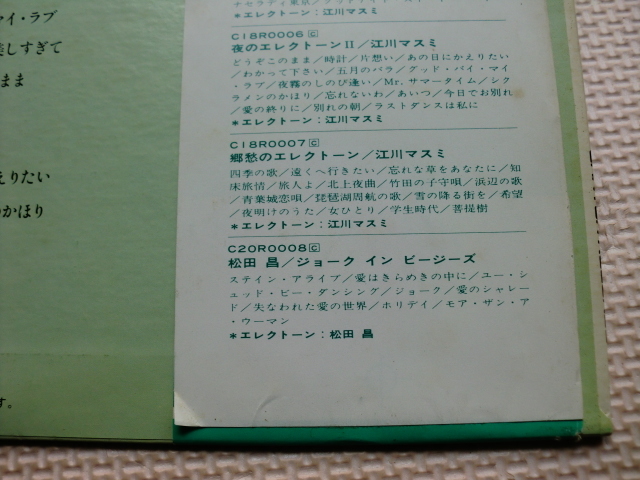 マイ・ラブ
しすぎて
まま
えりたい
のかほり
す。
＊エレクトーン：江川マスミ
C18R0006 C
夜のエレクトーンII／江川マスミ
どうぞこのまま／時計／片想い／あの日にかえりたい
／わかって下さい／五月のバラ／グッド・バイ・マイ
・ラブ／夜霧のしのび逢い／Mr. サマータイム／シク
ラメンのかほり／忘れないわ／あいつ／今日でお別れ
／愛の終りに／別れの朝／ラストダンスは私に
＊エレクトーン：江川マスミ
C18R0007 C
郷愁のエレクトーン／江川マスミ
四季の歌／遠くへ行きたい／忘れな草をあなたに／知
床旅情／旅人よ／北上夜曲／竹田の子守唄／浜辺の歌
／青葉城恋唄／琵琶湖周航の歌／雪の降る街を／希望
／夜明けのうた／女ひとり／学生時代／菩提樹
＊エレクトーン：江川マスミ
C20R0008 C
松田 昌／ジョーク イン ビージーズ
ステイン・アライブ／愛はきらめきの中に／ユー・シ
ュッド・ビー・ダンシング／ジョーク／愛のシャレー
ド／失なわれた愛の世界／ホリデイ／モア・ザン・ア
・ウーマン
＊エレクトーン：松田 昌